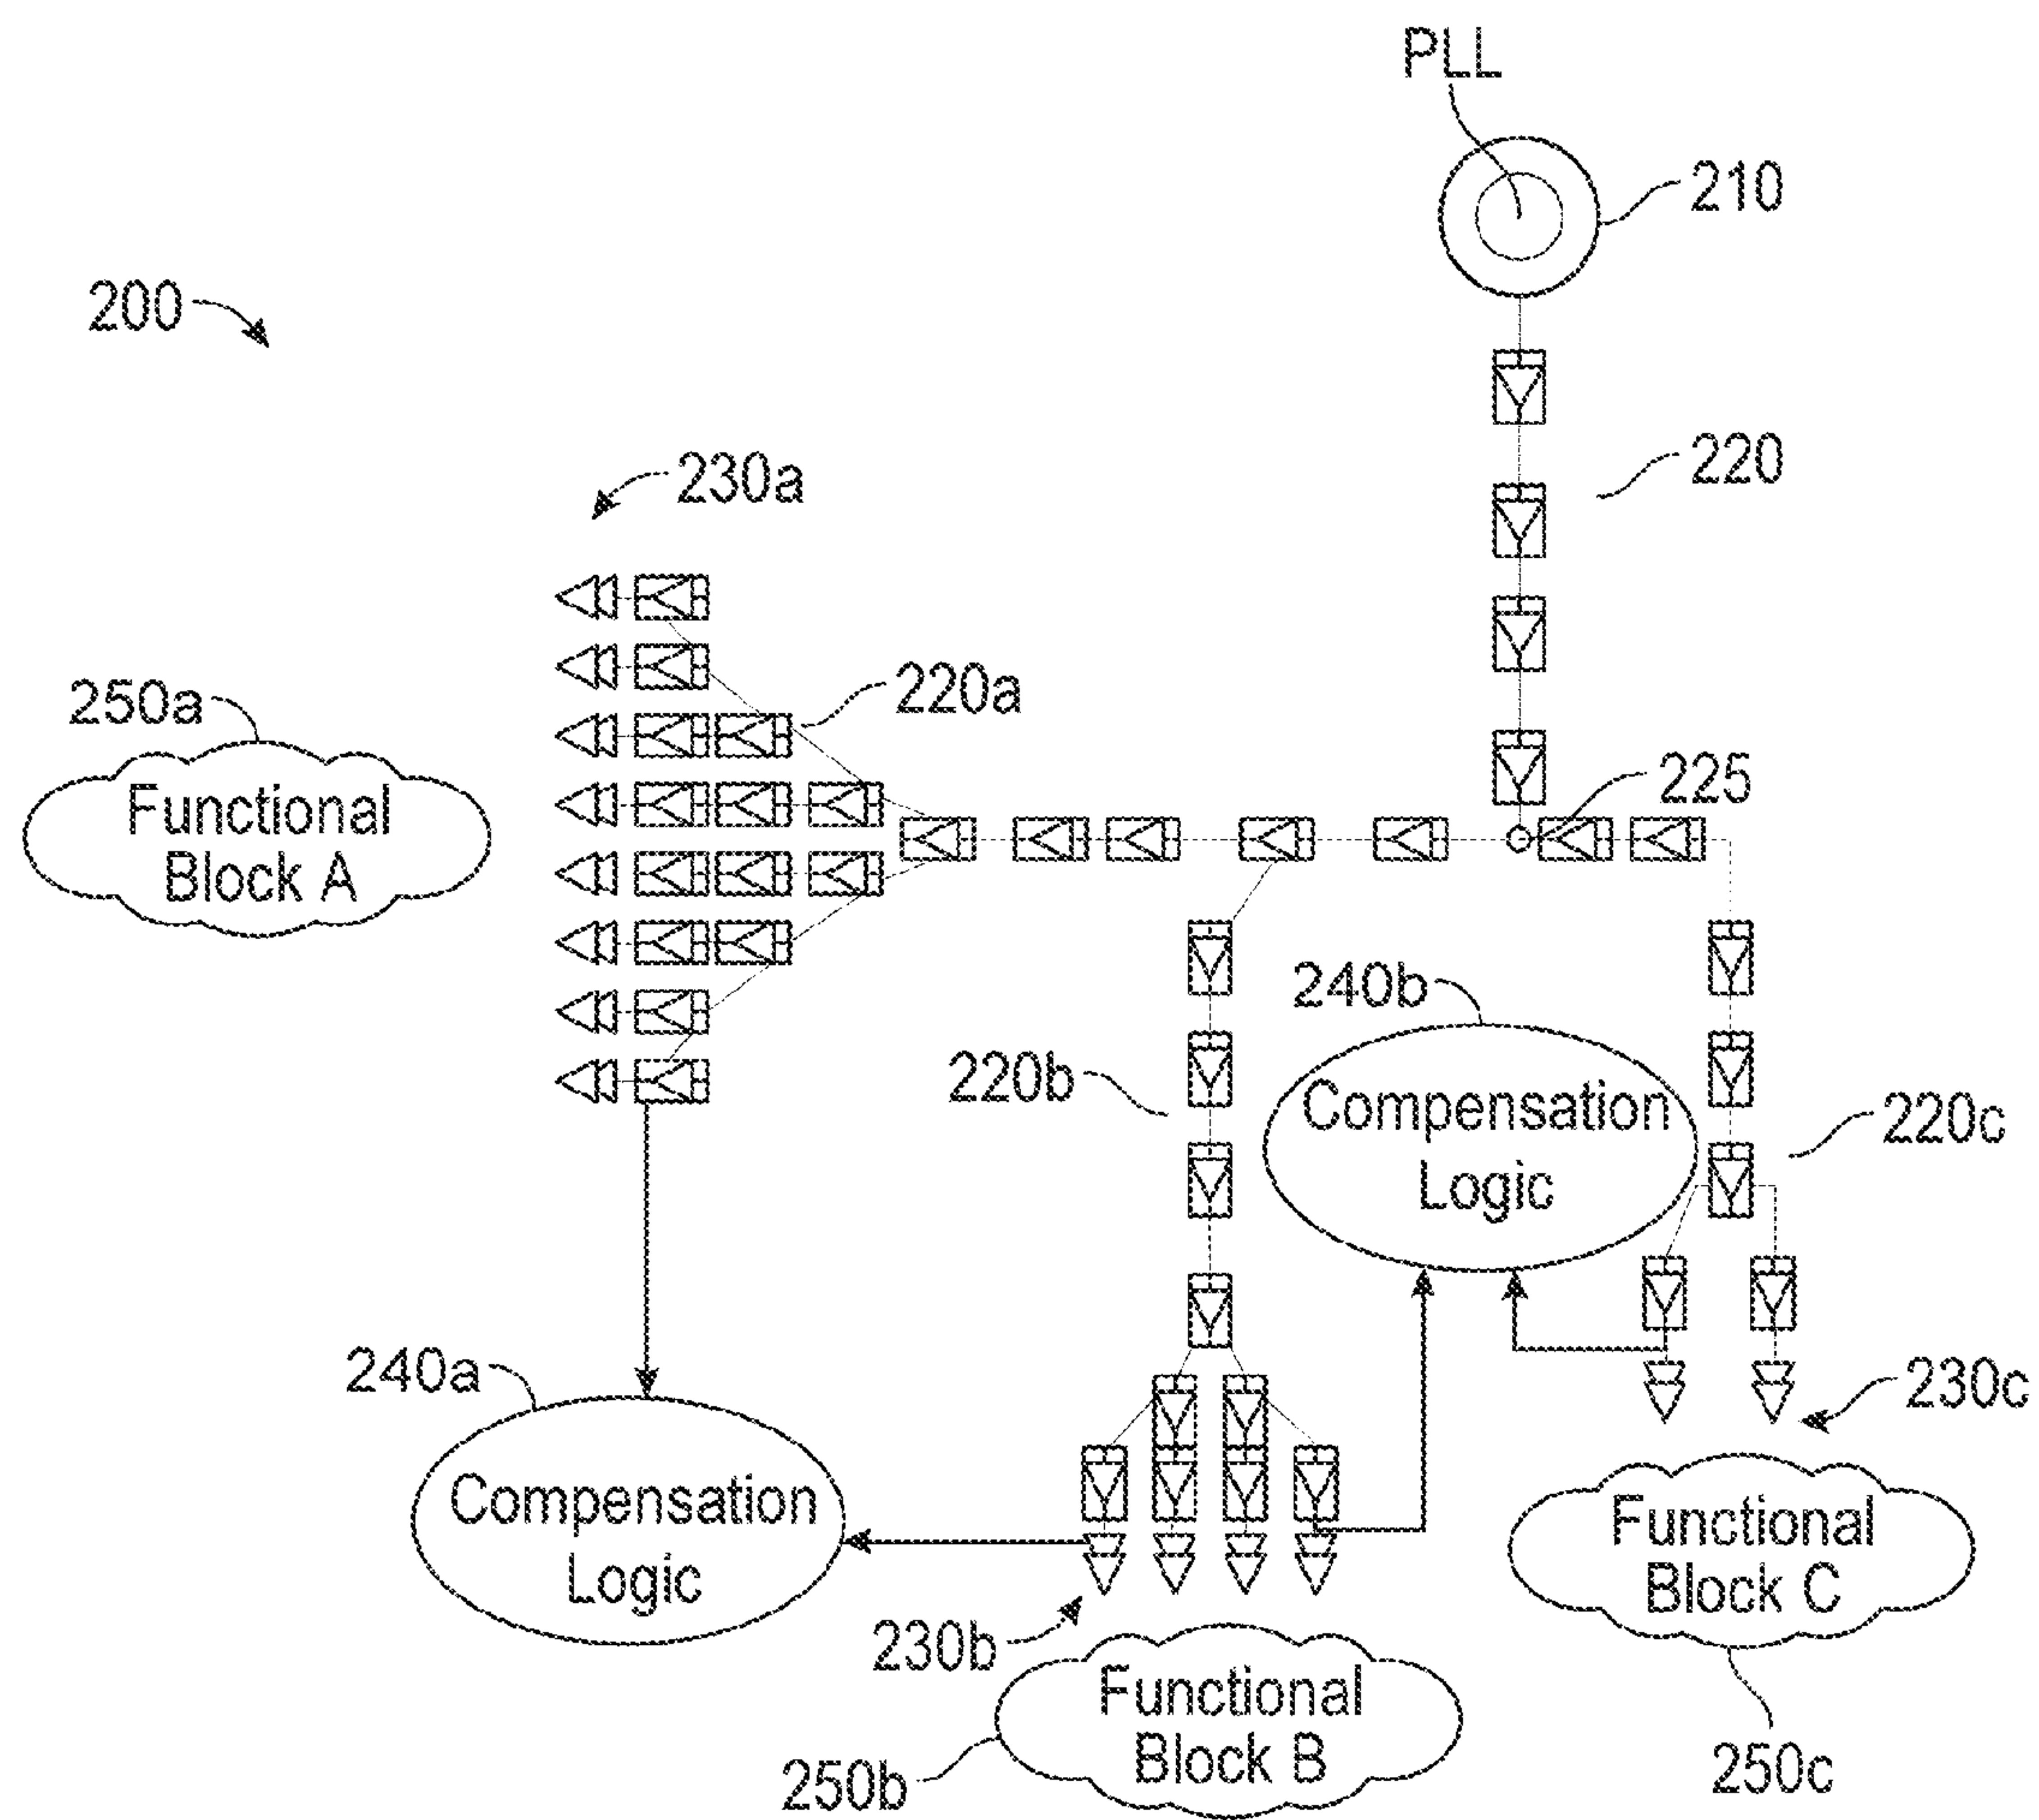 PLL
210
200
220
230a
220a
250a
Functional
Block A
225
240b
Compensation
Logic
220b
220c
240a
Compensation
Logic
230c
Functional
Block C
230b
Functional
Block B
250b
250c